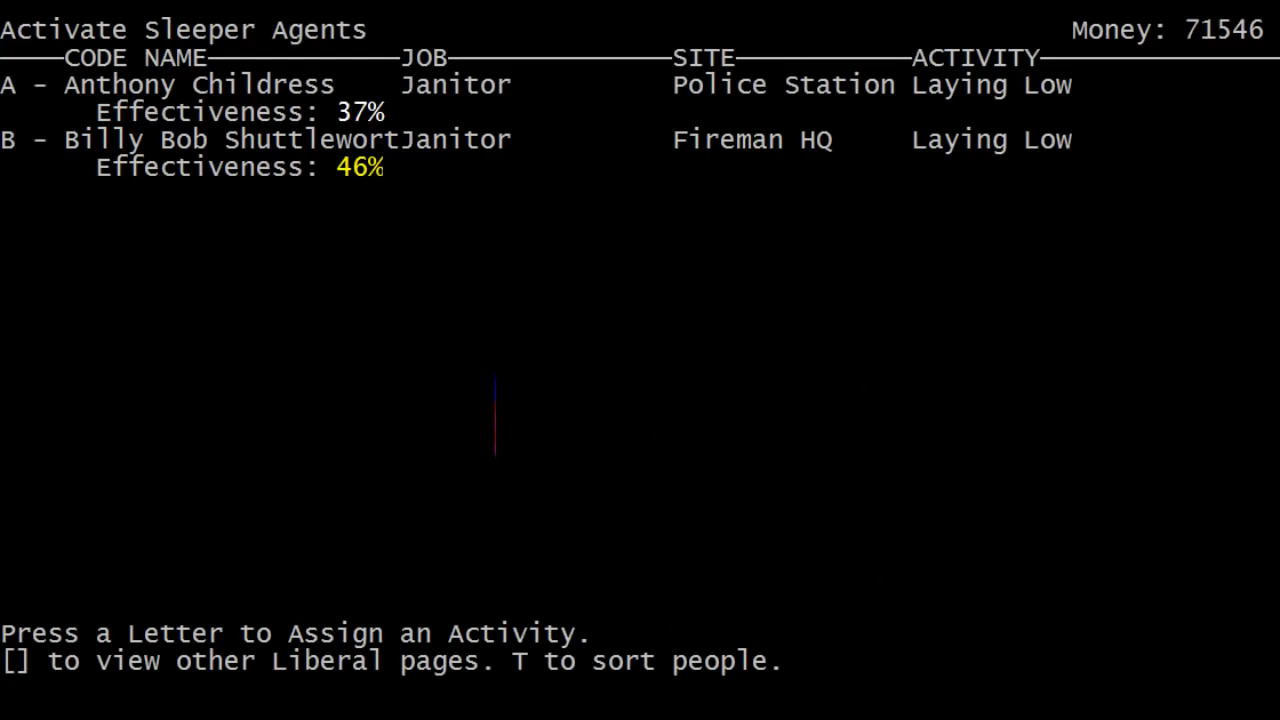 Activate Sleeper Agents Money: 71546
CODE NAME JOB SITE ACTIVITY
A - Anthony Childress Janitor Police Station Laying Low
Effectiveness: 37%
B - Billy Bob ShuttlewortJanitor Fireman HQ Laying Low
Effectiveness: 46%
Press a Letter to Assign an Activity.
[] to view other Liberal pages. T to sort people.